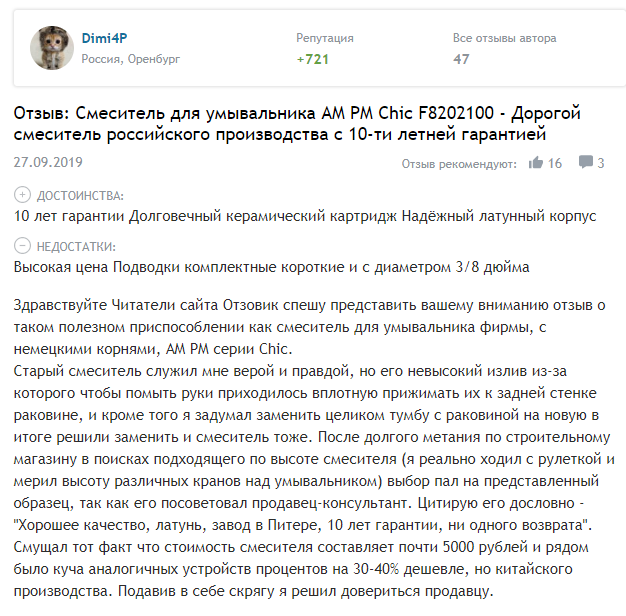 Dimi4P
Россия, Оренбург
Репутация
+721
Все отзывы автора
47
Отзыв: Смеситель для умывальника AM PM Chic F8202100 - Дорогой
смеситель российского производства с 10-ти летней гарантией
27.09.2019
Отзыв рекомендуют: 16 3
ДОСТОИНСТВА:
10 лет гарантии Долговечный керамический картридж Надёжный латунный корпус
НЕДОСТАТКИ:
Высокая цена Подводки комплектные короткие и с диаметром 3/8 дюйма
Здравствуйте Читатели сайта Отзовик спешу представить вашему вниманию отзыв о
таком полезном приспособлении как смеситель для умывальника фирмы, с
немецкими корнями, AM PM серии Chic.
Старый смеситель служил мне верой и правдой, но его невысокий излив из-за
которого чтобы помыть руки приходилось вплотную прижимать их к задней стенке
раковине, и кроме того я задумал заменить целиком тумбу с раковиной на новую в
итоге решили заменить и смеситель тоже. После долгого метания по строительному
магазину в поисках подходящего по высоте смесителя (я реально ходил с рулеткой и
мерил высоту различных кранов над умывальником) выбор пал на представленный
образец, так как его посоветовал продавец-консультант. Цитирую его дословно -
"Хорошее качество, латунь, завод в Питере, 10 лет гарантии, ни одного возврата".
Смущал тот факт что стоимость смесителя составляет почти 5000 рублей и рядом
было куча аналогичных устройств процентов на 30-40% дешевле, но китайского
производства. Подавив в себе скрягу я решил довериться продавцу.